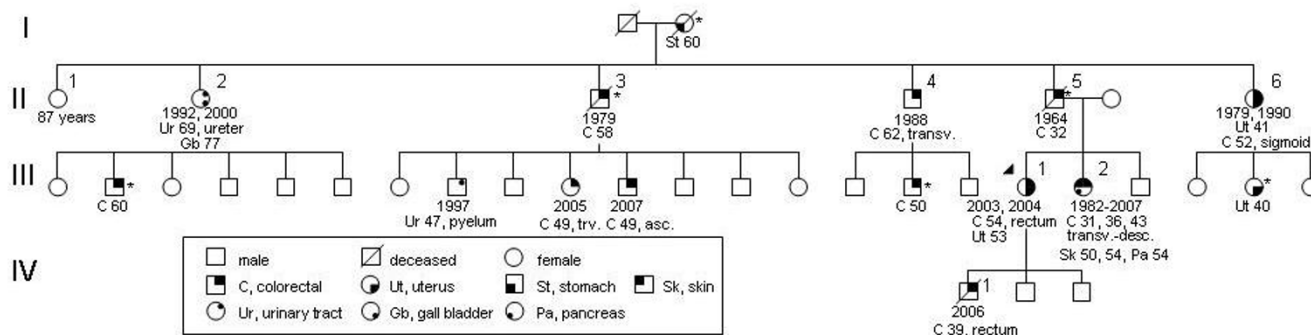 I
*
St 60
1 2 3 4 5 6
II
* *
87 years
1992, 2000
Ur 69, ureter
Gb 77
1979
C 58
1988
C 62, transv.
1964
C 32
1979, 1990
Ut 41
C 52, sigmoid
III
* * 1 2 *
C 60
1997
Ur 47, pyelum
2005
C 49, trv.
2007
C 49, asc.
C 50
2003, 2004
C 54, rectum
Ut 53
1982-2007
C 31, 36, 43
transv.-desc.
Sk 50, 54, Pa 54
Ut 40
IV
male deceased female
C, colorectal Ut, uterus St, stomach Sk, skin
Ur, urinary tract Gb, gall bladder Pa, pancreas
1
2006
C 39, rectum